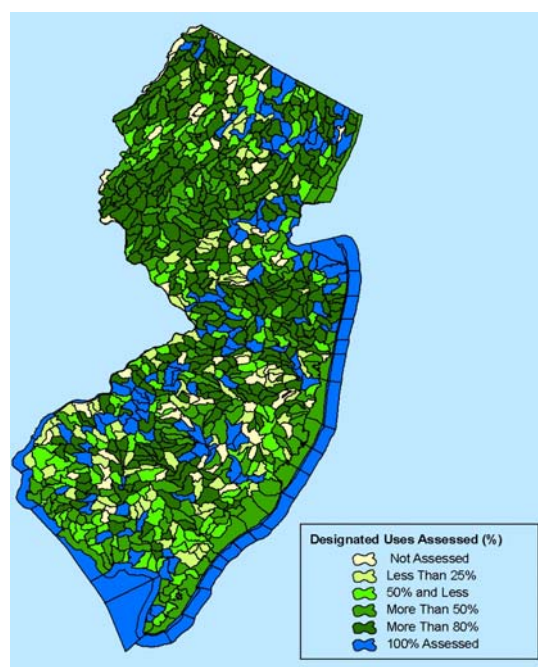 Designated Uses Assessed (%)
Not Assessed
Less Than 25%
50% and Less
More Than 50%
More Than 80%
100% Assessed